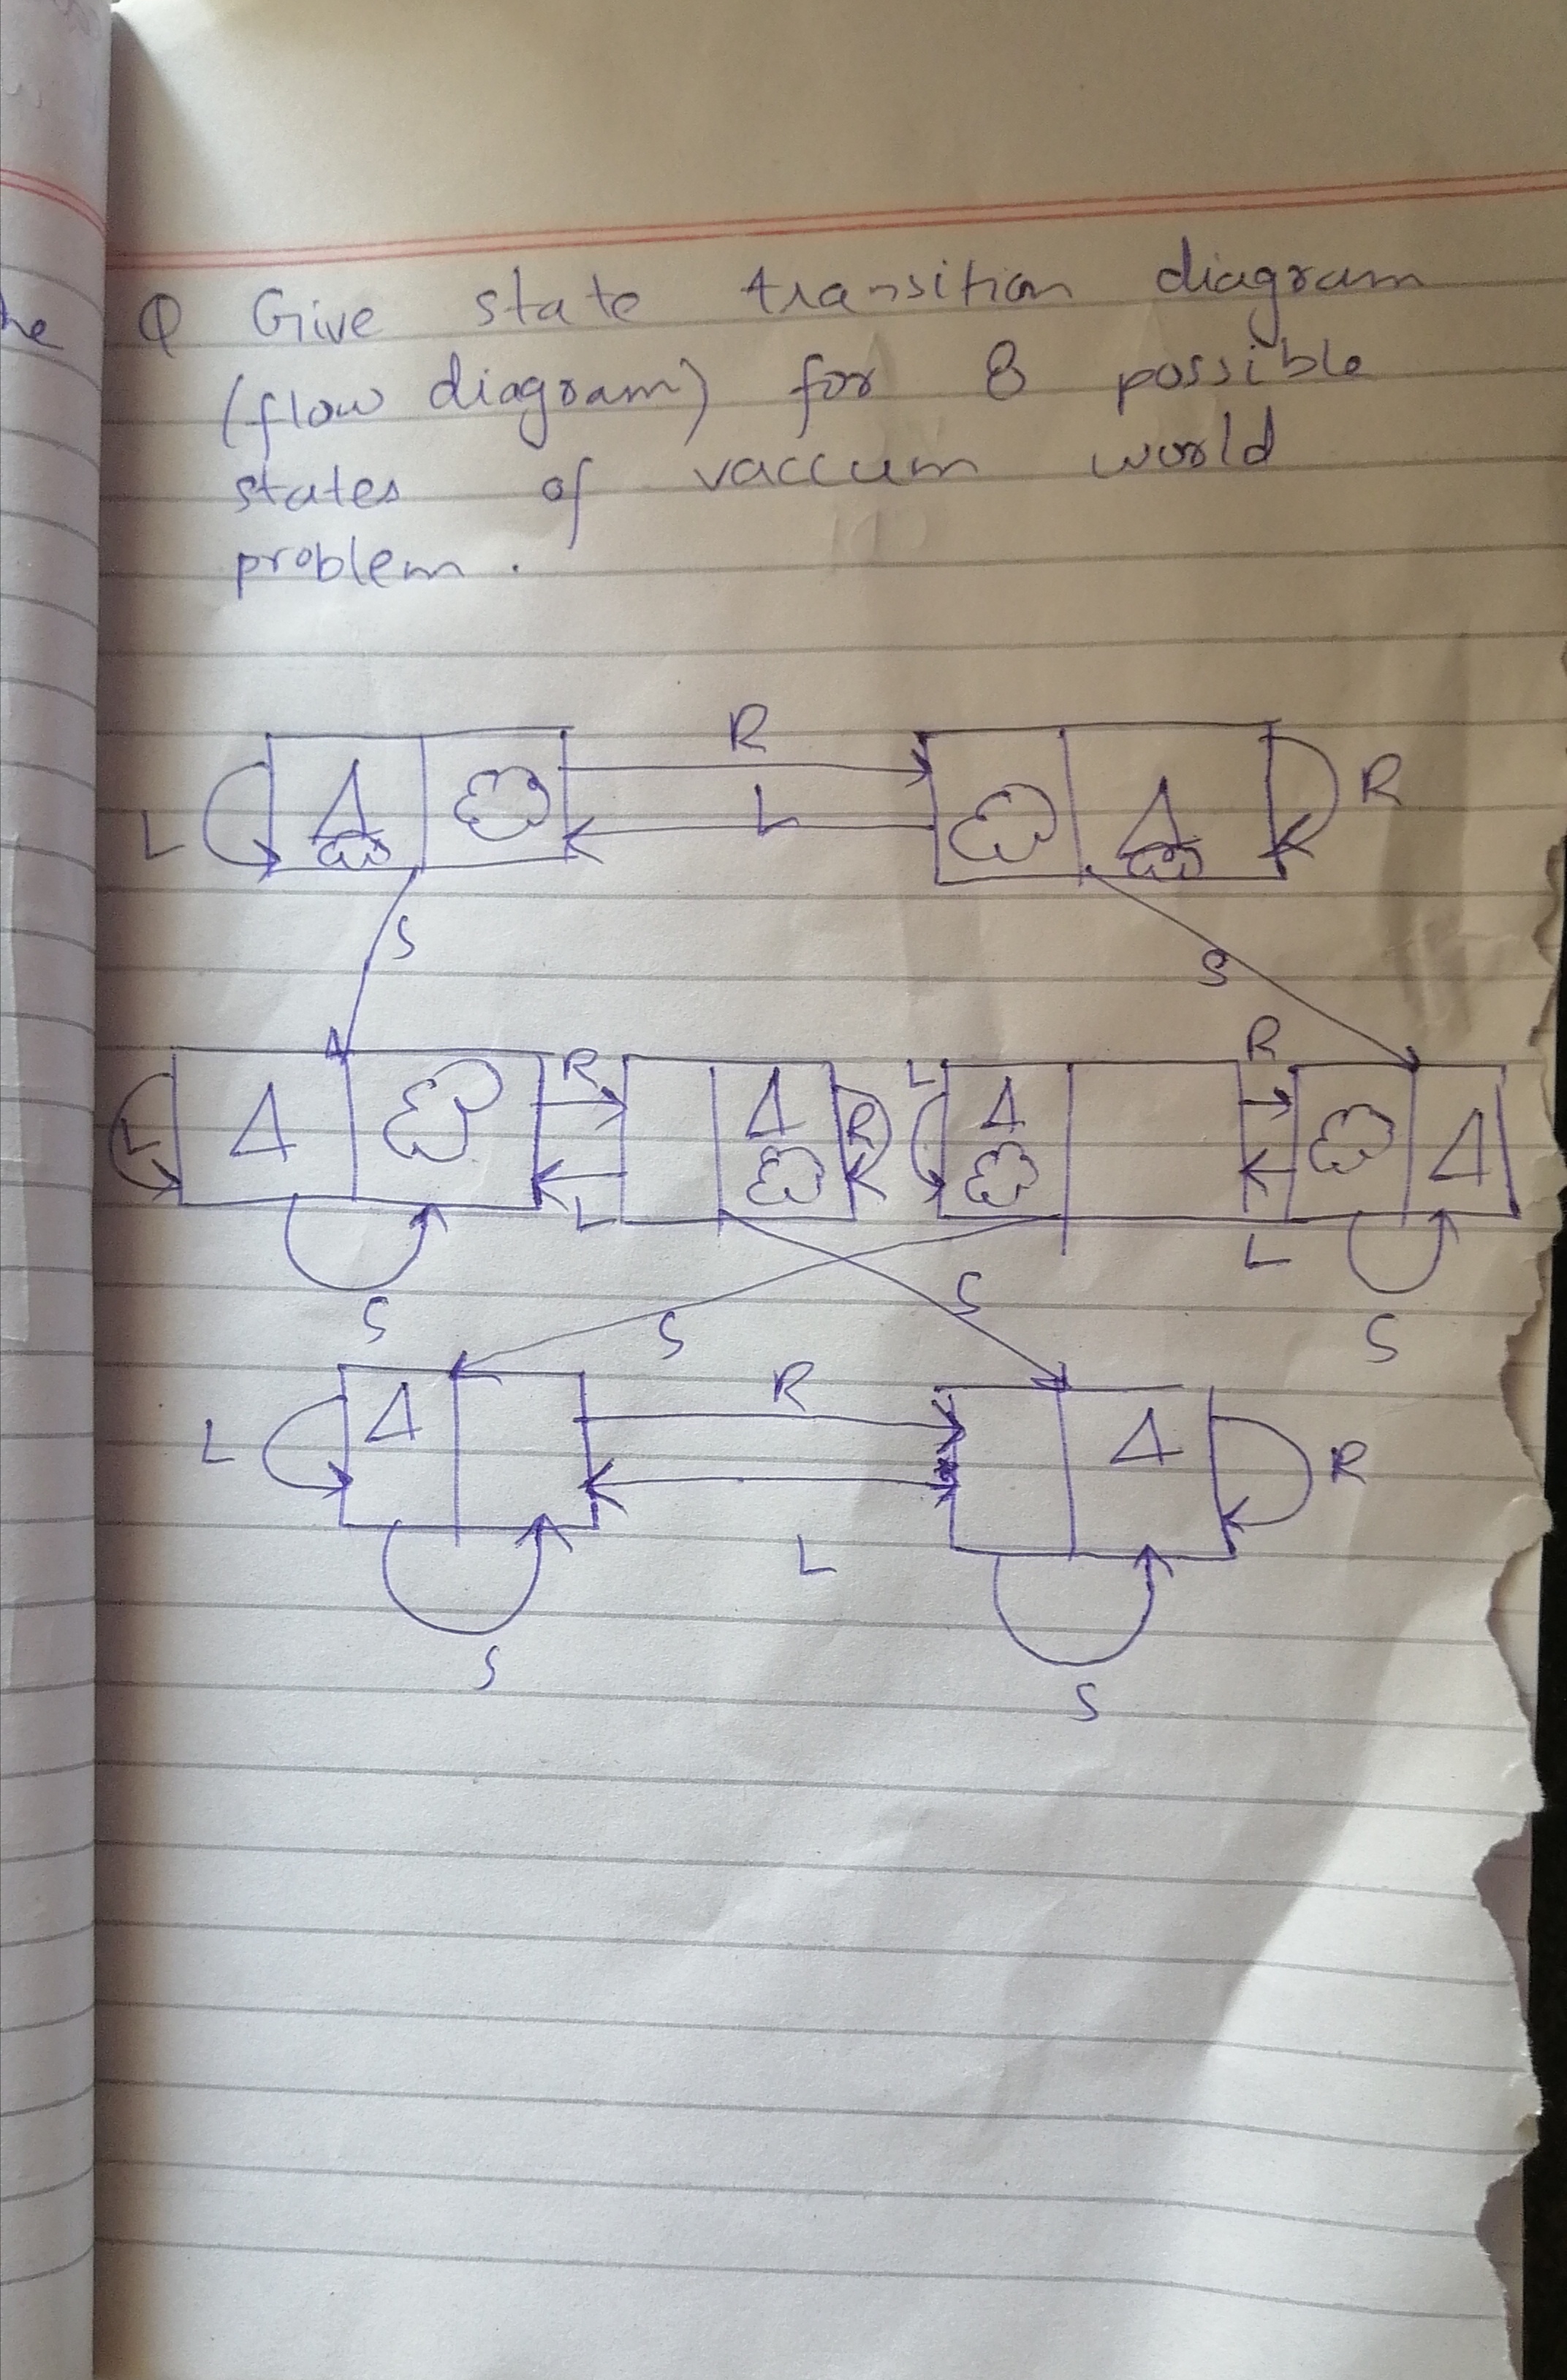 he
Q Give state transition diagram
(flow diagram) for 8 possible
states of vaccum world
problem.
R
L R
L
S S
R R
L R L
L L
S S S S
R
L R
L
S S